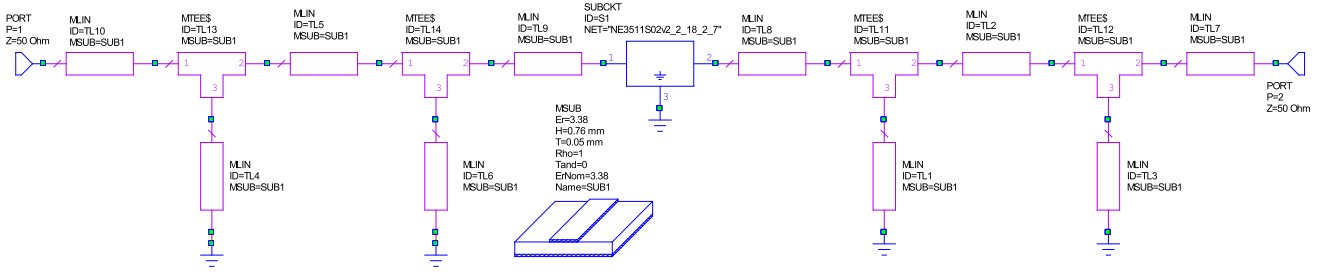 PORT
P=1
Z=50 Ohm
MLIN
ID=TL10
MSUB=SUB1
MTEE$
ID=TL13
MSUB=SUB1
MLIN
ID=TL5
MSUB=SUB1
MTEE$
ID=TL14
MSUB=SUB1
MLIN
ID=TL9
MSUB=SUB1
SUBCKT
ID=S1
NET="NE3511S02v2_2_18_2_7"
MLIN
ID=TL8
MSUB=SUB1
MTEE$
ID=TL11
MSUB=SUB1
MLIN
ID=TL2
MSUB=SUB1
MTEE$
ID=TL12
MSUB=SUB1
MLIN
ID=TL7
MSUB=SUB1
1 2
3
1 2
3
1 2
3
1 2
3
1 2
3
PORT
P=2
Z=50 Ohm
MLIN
ID=TL4
MSUB=SUB1
MLIN
ID=TL6
MSUB=SUB1
MSUB
Er=3.38
H=0.76 mm
T=0.05 mm
Rho=1
Tand=0
ErNom=3.38
Name=SUB1
MLIN
ID=TL1
MSUB=SUB1
MLIN
ID=TL3
MSUB=SUB1